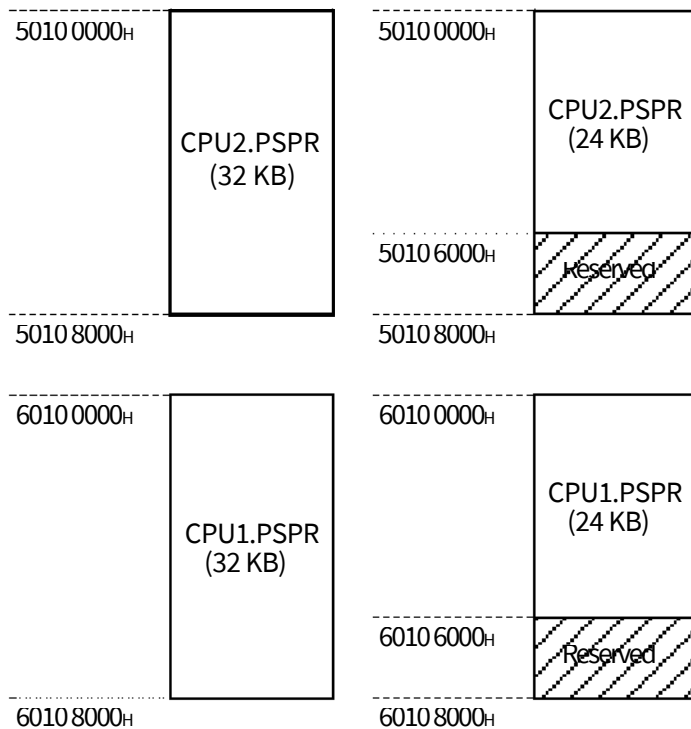 5010 0000H
CPU2.PSPR
(32 KB)
5010 8000H
5010 0000H
CPU2.PSPR
(24 KB)
5010 6000H
Reserved
5010 8000H
6010 0000H
CPU1.PSPR
(32 KB)
6010 8000H
6010 0000H
CPU1.PSPR
(24 KB)
6010 6000H
Reserved
6010 8000H